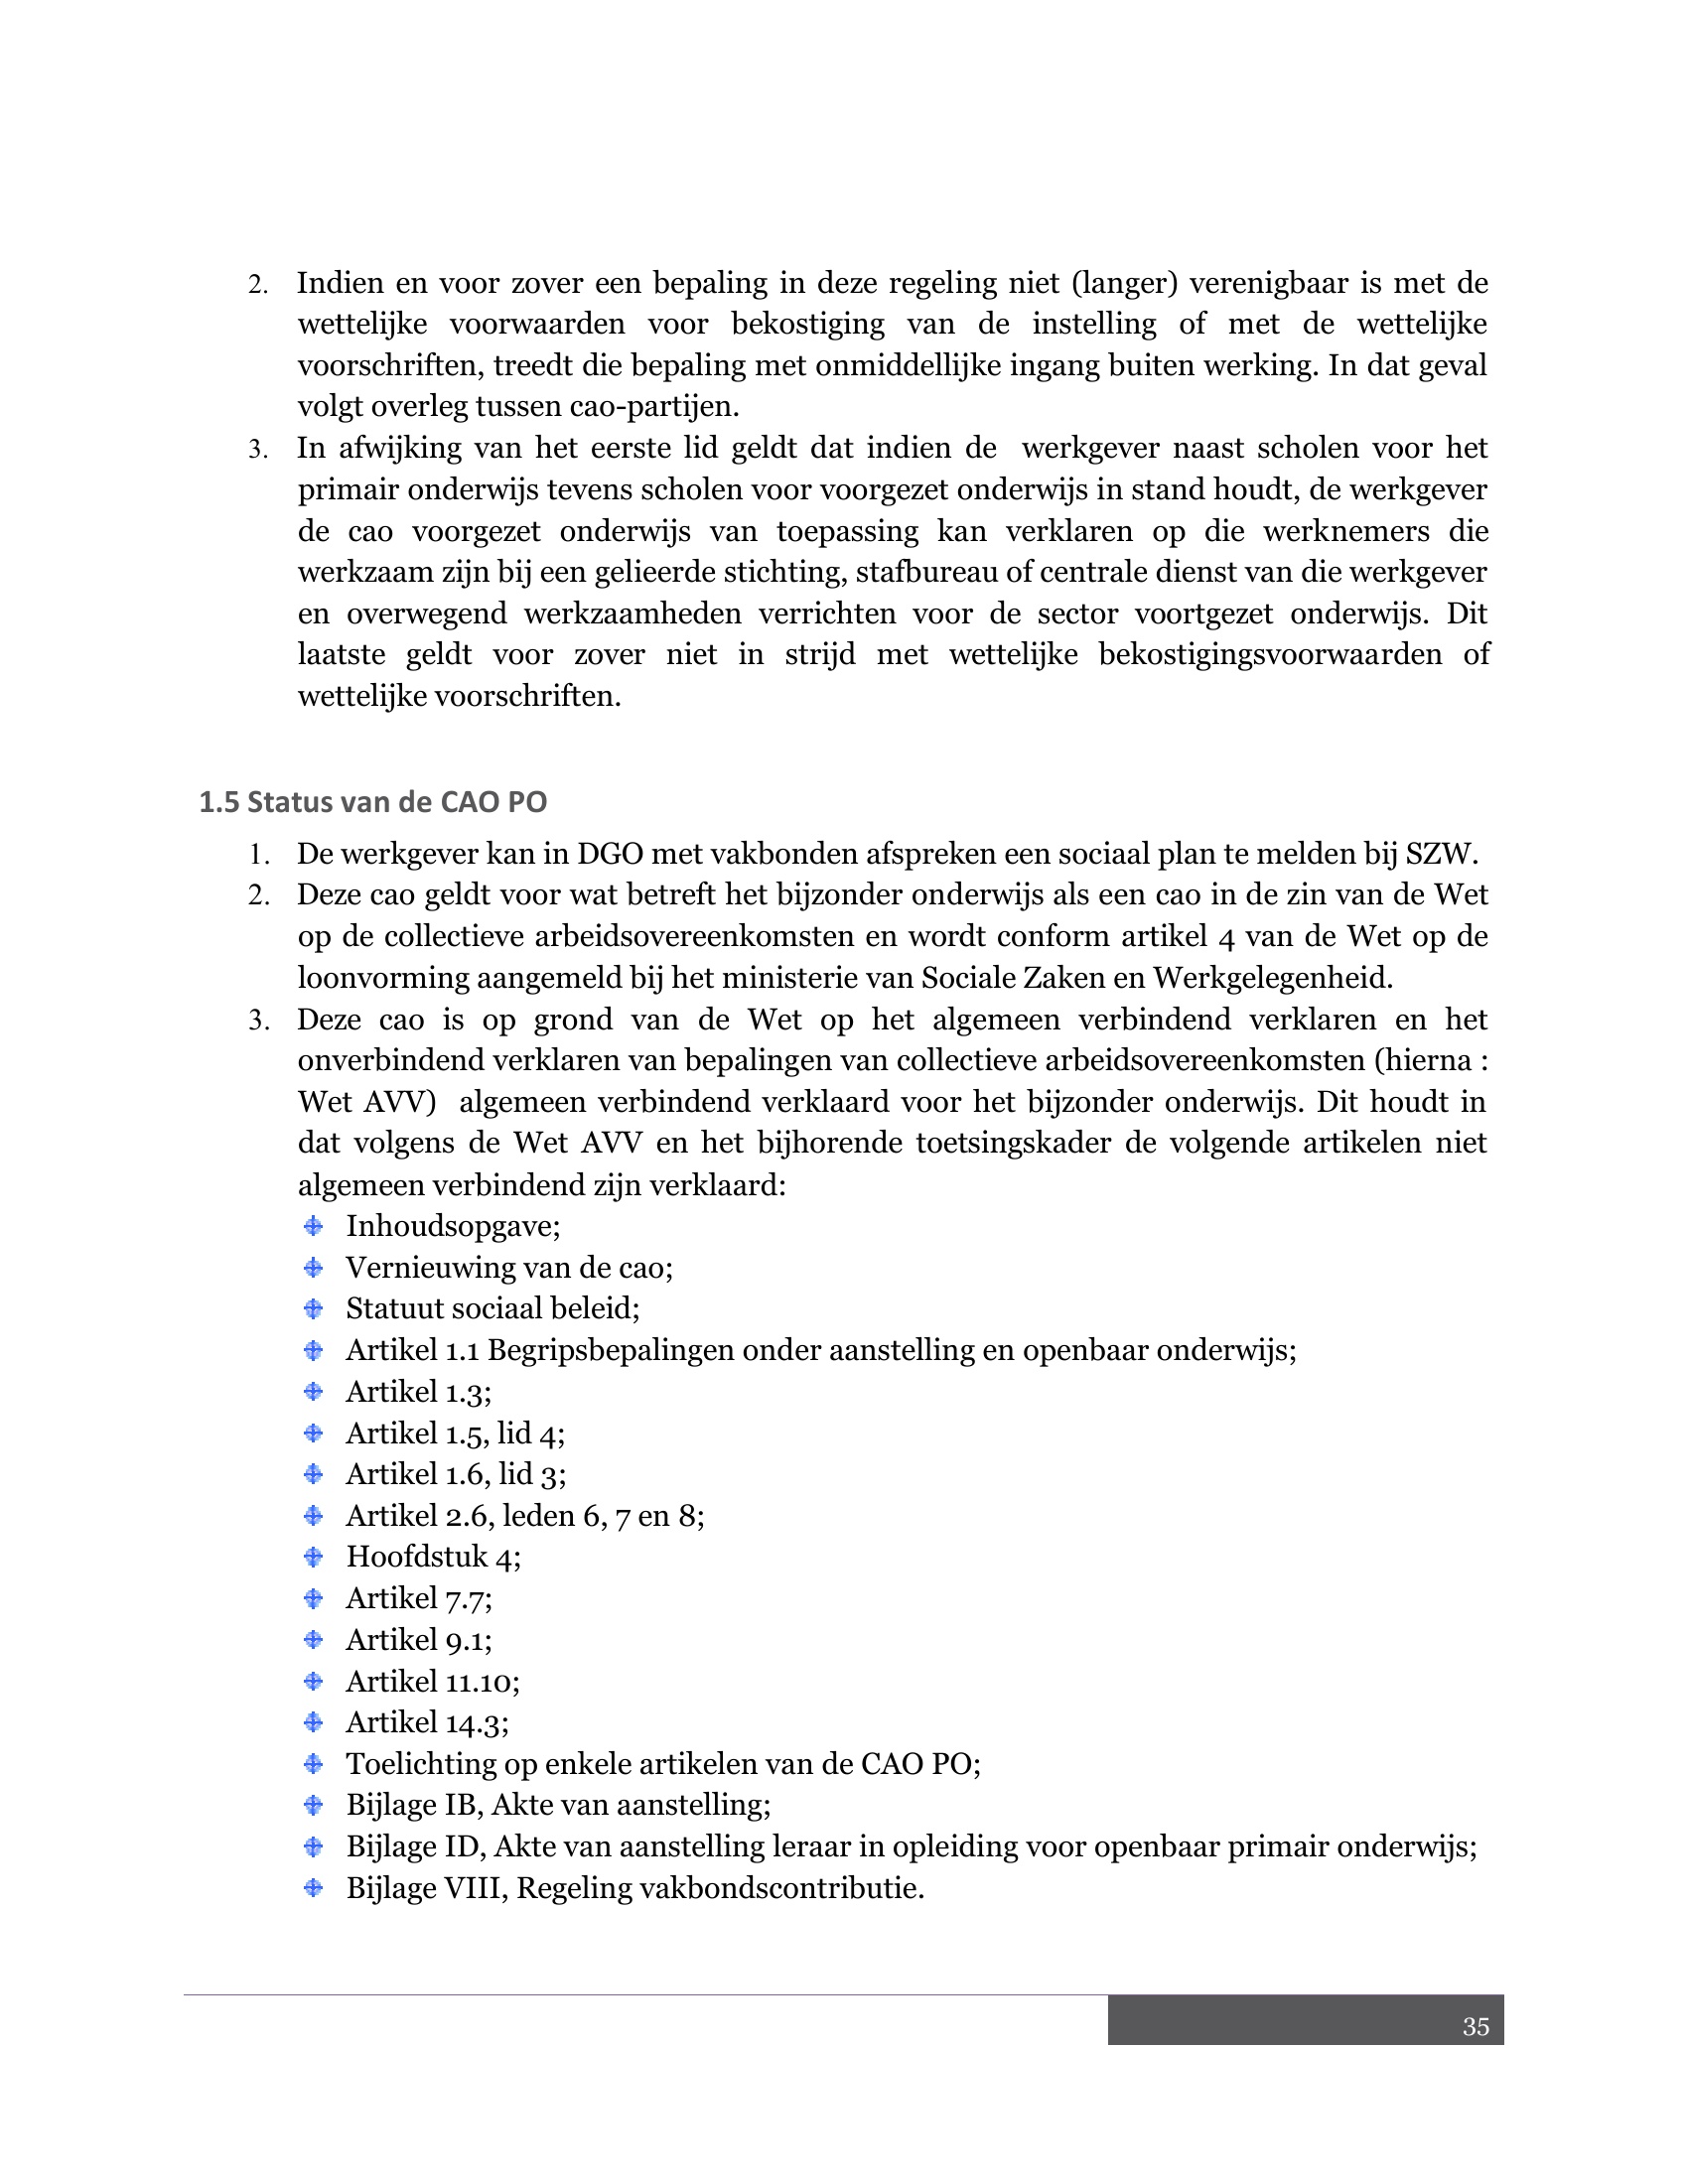 2. Indien en voor zover een bepaling in deze regeling niet (langer) verenigbaar is met de
wettelijke voorwaarden voor bekostiging van de instelling of met de wettelijke
voorschriften, treedt die bepaling met onmiddellijke ingang buiten werking. In dat geval
volgt overleg tussen cao-partijen.
3. In afwijking van het eerste lid geldt dat indien de werkgever naast scholen voor het
primair onderwijs tevens scholen voor voorgezet onderwijs in stand houdt, de werkgever
de cao voorgezet onderwijs van toepassing kan verklaren op die werknemers die
werkzaam zijn bij een gelieerde stichting, stafbureau of centrale dienst van die werkgever
en overwegend werkzaamheden verrichten voor de sector voortgezet onderwijs. Dit
laatste geldt voor zover niet in strijd met wettelijke bekostigingsvoorwaarden of
wettelijke voorschriften.
1.5 Status van de CAO PO
1. De werkgever kan in DGO met vakbonden afspreken een sociaal plan te melden bij SZW.
2. Deze cao geldt voor wat betreft het bijzonder onderwijs als een cao in de zin van de Wet
op de collectieve arbeidsovereenkomsten en wordt conform artikel 4 van de Wet op de
loonvorming aangemeld bij het ministerie van Sociale Zaken en Werkgelegenheid.
3. Deze cao is op grond van de Wet op het algemeen verbindend verklaren en het
onverbindend verklaren van bepalingen van collectieve arbeidsovereenkomsten (hierna :
Wet AVV) algemeen verbindend verklaard voor het bijzonder onderwijs. Dit houdt in
dat volgens de Wet AVV en het bijhorende toetsingskader de volgende artikelen niet
algemeen verbindend zijn verklaard:
Inhoudsopgave;
Vernieuwing van de cao;
Statuut sociaal beleid;
Artikel 1.1 Begripsbepalingen onder aanstelling en openbaar onderwijs;
Artikel 1.3;
Artikel 1.5, lid 4;
Artikel 1.6, lid 3;
Artikel 2.6, leden 6, 7 en 8;
Hoofdstuk 4;
Artikel 7.7;
Artikel 9.1;
Artikel 11.10;
Artikel 14.3;
Toelichting op enkele artikelen van de CAO PO;
Bijlage IB, Akte van aanstelling;
Bijlage ID, Akte van aanstelling leraar in opleiding voor openbaar primair onderwijs;
Bijlage VIII, Regeling vakbondscontributie.
35